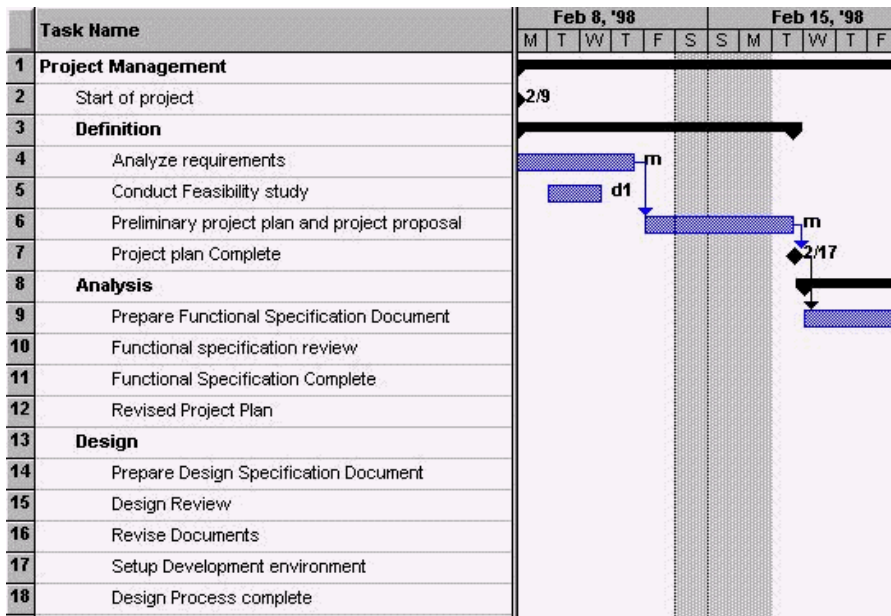 Task Name Feb 8, '98 Feb 15, '98
M T W T F S S M T W T F
1 Project Management
2 Start of project 2/9
3 Definition
4 Analyze requirements m
5 Conduct Feasibility study d1
6 Preliminary project plan and project proposal m
7 Project plan Complete 2/17
8 Analysis
9 Prepare Functional Specification Document
10 Functional specification review
11 Functional Specification Complete
12 Revised Project Plan
13 Design
14 Prepare Design Specification Document
15 Design Review
16 Revise Documents
17 Setup Development environment
18 Design Process complete